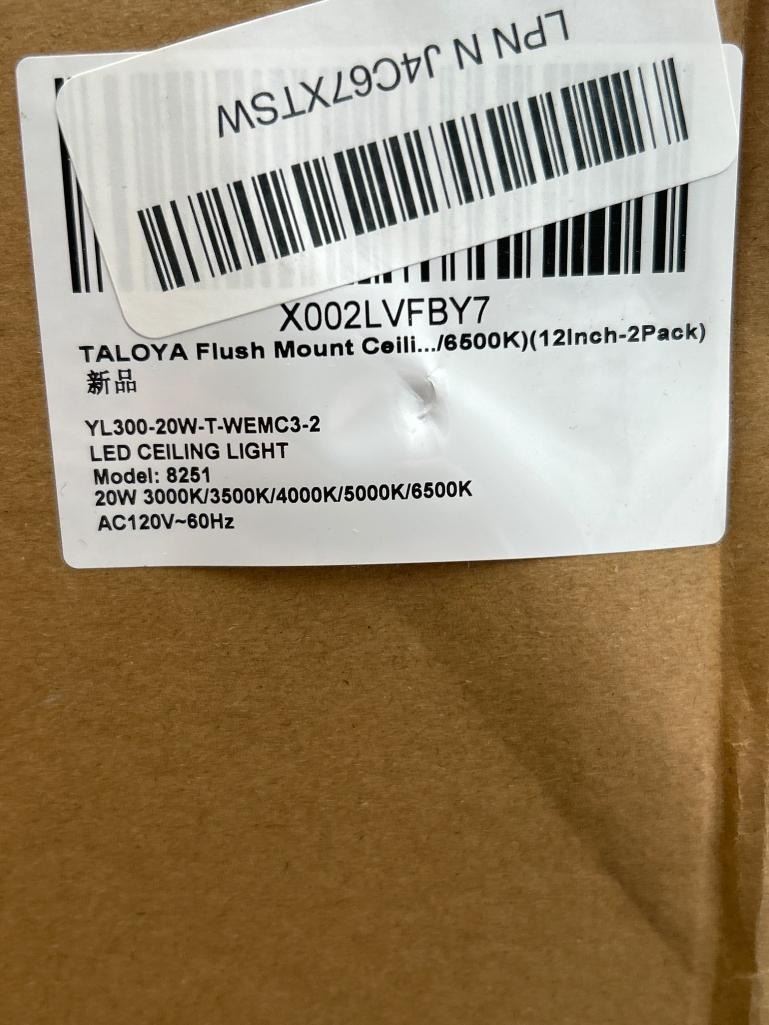 LPN N J4C67XTSW
X002LVFBY7
TALOYA Flush Mount Ceili.../6500K)(12Inch-2Pack)
新品
YL300-20W-T-WEMC3-2
LED CEILING LIGHT
Model: 8251
20W 3000K/3500K/4000K/5000K/6500K
AC120V~60Hz